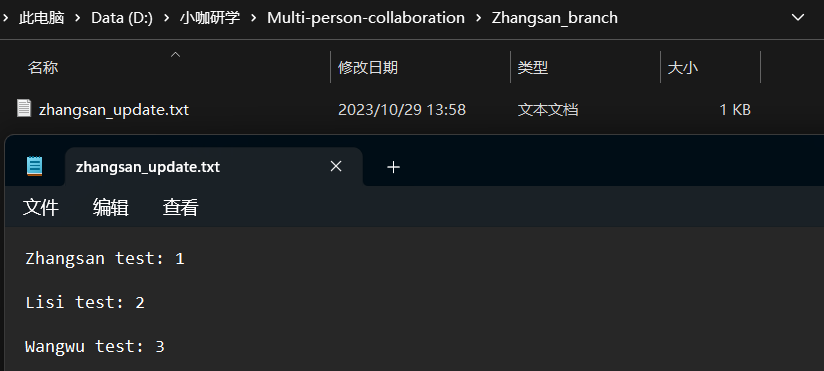 此电脑 Data (D:) 小咖研学 Multi-person-collaboration Zhangsan_branch
名称 修改日期 类型 大小
zhangsan_update.txt 2023/10/29 13:58 文本文档 1 KB
zhangsan_update.txt
文件 编辑 查看
Zhangsan test: 1
Lisi test: 2
Wangwu test: 3